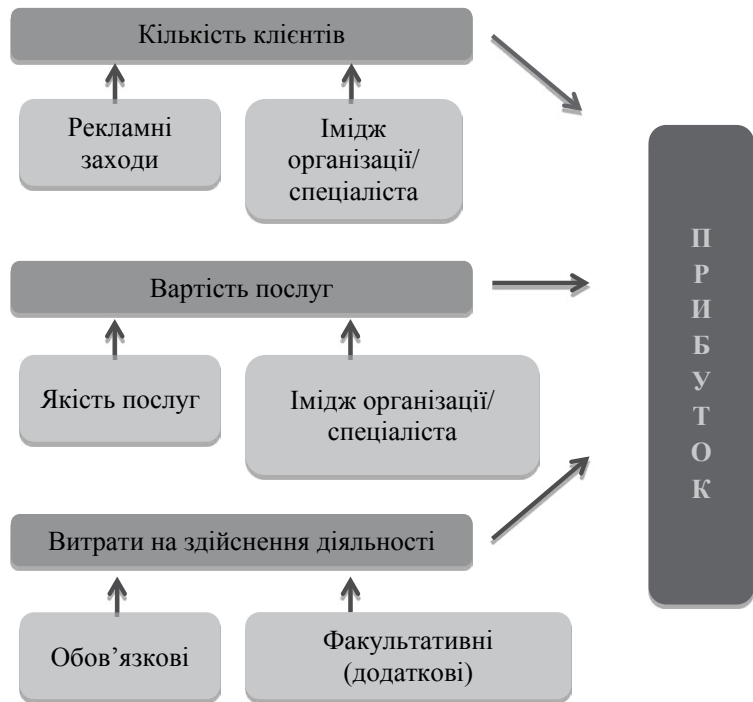 Кількість клієнтів
Рекламні
заходи
Імідж
організації/
спеціаліста
Вартість послуг
Якість послуг
Імідж організації/
спеціаліста
Витрати на здійснення діяльності
Обов’язкові
Факультативні
(додаткові)
П
Р
И
Б
У
Т
О
К